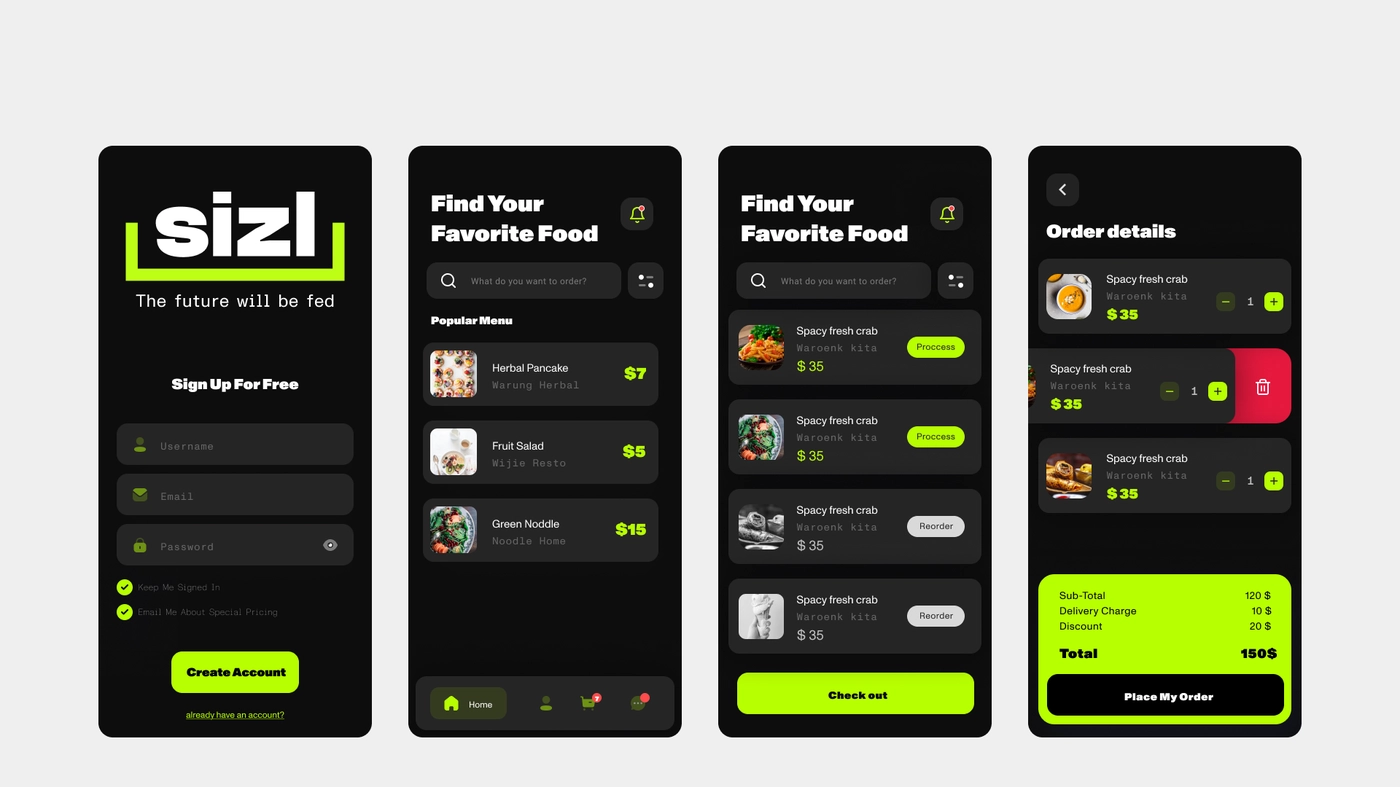 sizl
The future will be fed
Sign Up For Free
Username
Email
Password
Keep Me Signed In
Email Me About Special Pricing
Create Account
already have an account?
Find Your
Favorite Food
What do you want to order?
Popular Menu
Herbal Pancake
Warung Herbal
$7
Fruit Salad
Wijie Resto
$5
Green Noddle
Noodle Home
$15
Home
7
Find Your
Favorite Food
What do you want to order?
Spacy fresh crab
Waroenk kita
$ 35
Proccess
Spacy fresh crab
Waroenk kita
$ 35
Proccess
Spacy fresh crab
Waroenk kita
$ 35
Reorder
Spacy fresh crab
Waroenk kita
$ 35
Reorder
Check out
Order details
Spacy fresh crab
Waroenk kita
$ 35
− 1 +
Spacy fresh crab
Waroenk kita
$ 35
− 1 +
Spacy fresh crab
Waroenk kita
$ 35
− 1 +
Sub-Total 120 $
Delivery Charge 10 $
Discount 20 $
Total 150$
Place My Order